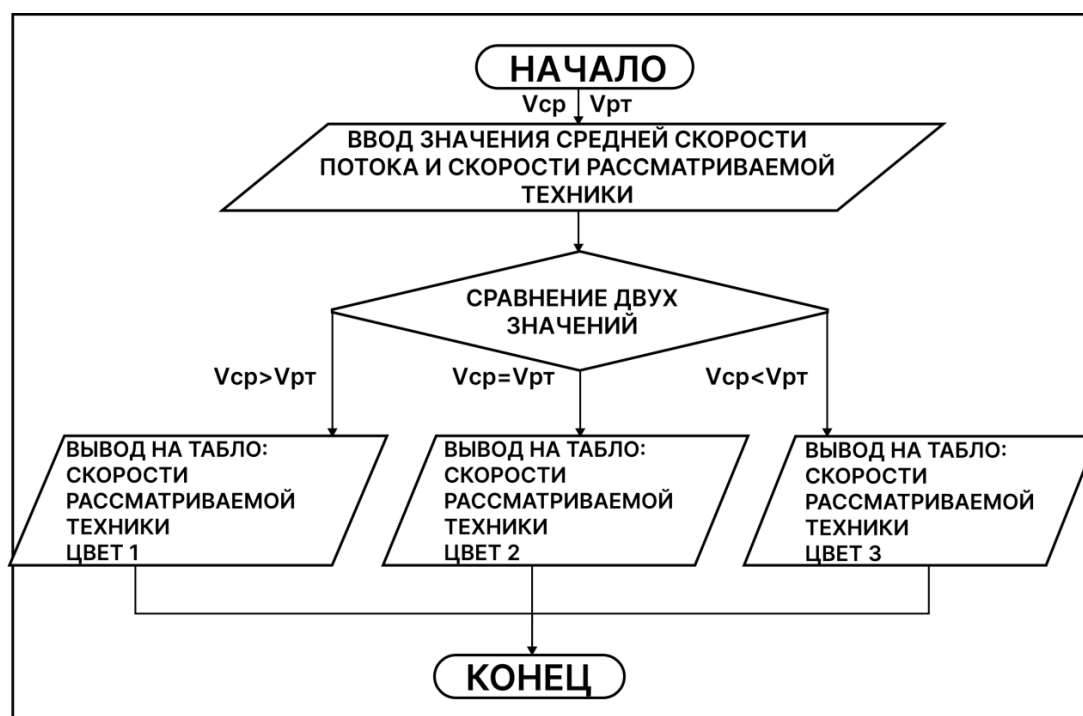 НАЧАЛО
Vср Vрт
ВВОД ЗНАЧЕНИЯ СРЕДНЕЙ СКОРОСТИ
ПОТОКА И СКОРОСТИ РАССМАТРИВАЕМОЙ
ТЕХНИКИ
СРАВНЕНИЕ ДВУХ
ЗНАЧЕНИЙ
Vср>Vрт
Vср=Vрт
Vср<Vрт
ВЫВОД НА ТАБЛО:
СКОРОСТИ
РАССМАТРИВАЕМОЙ
ТЕХНИКИ
ЦВЕТ 1
ВЫВОД НА ТАБЛО:
СКОРОСТИ
РАССМАТРИВАЕМОЙ
ТЕХНИКИ
ЦВЕТ 2
ВЫВОД НА ТАБЛО:
СКОРОСТИ
РАССМАТРИВАЕМОЙ
ТЕХНИКИ
ЦВЕТ 3
КОНЕЦ